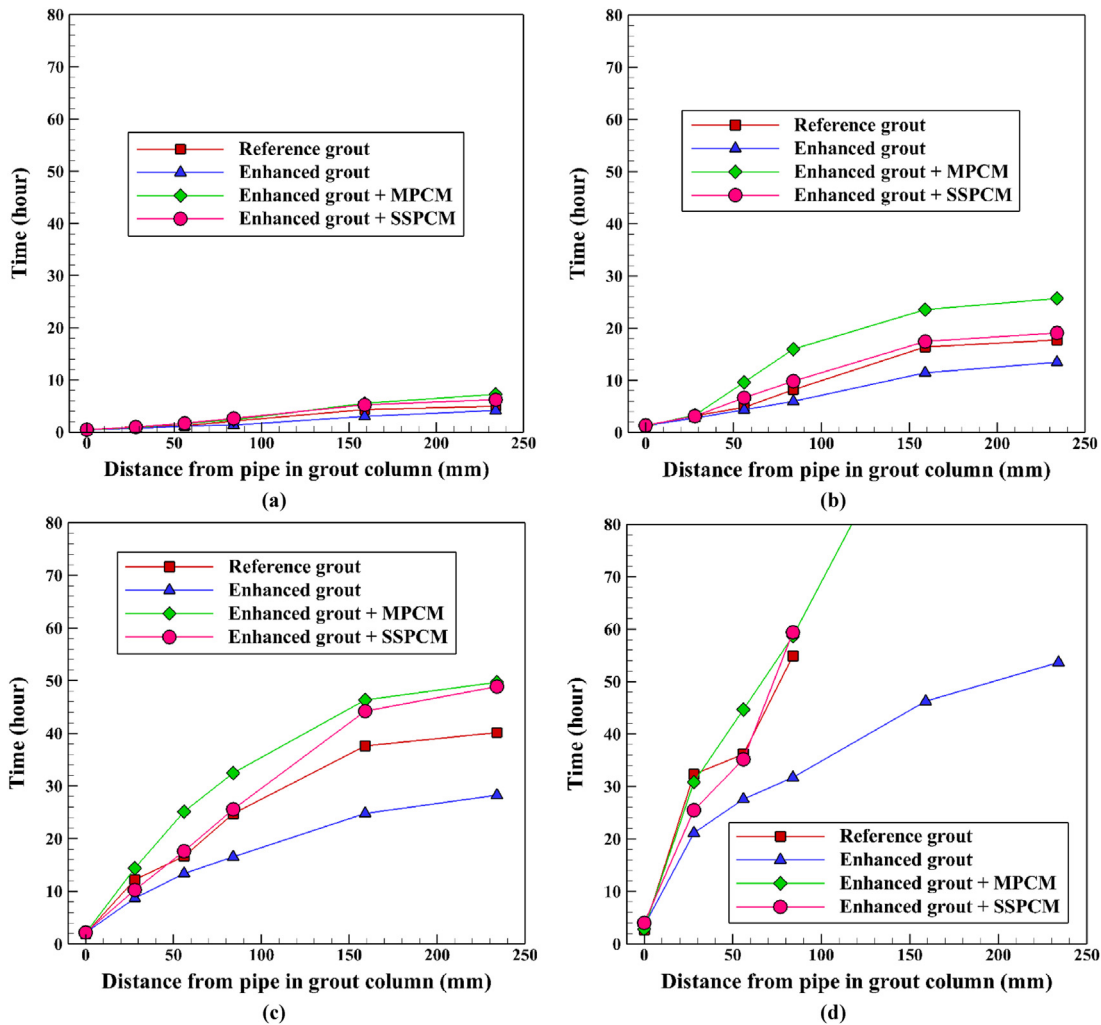 80
70
60
50
40
30
20
10
0
Time (hour)
Reference grout
Enhanced grout
Enhanced grout + MPCM
Enhanced grout + SSPCM
0 50 100 150 200 250
Distance from pipe in grout column (mm)
(a)
80
70
60
50
40
30
20
10
0
Time (hour)
Reference grout
Enhanced grout
Enhanced grout + MPCM
Enhanced grout + SSPCM
0 50 100 150 200 250
Distance from pipe in grout column (mm)
(b)
80
70
60
50
40
30
20
10
0
Time (hour)
Reference grout
Enhanced grout
Enhanced grout + MPCM
Enhanced grout + SSPCM
0 50 100 150 200 250
Distance from pipe in grout column (mm)
(c)
80
70
60
50
40
30
20
10
0
Time (hour)
Reference grout
Enhanced grout
Enhanced grout + MPCM
Enhanced grout + SSPCM
0 50 100 150 200 250
Distance from pipe in grout column (mm)
(d)